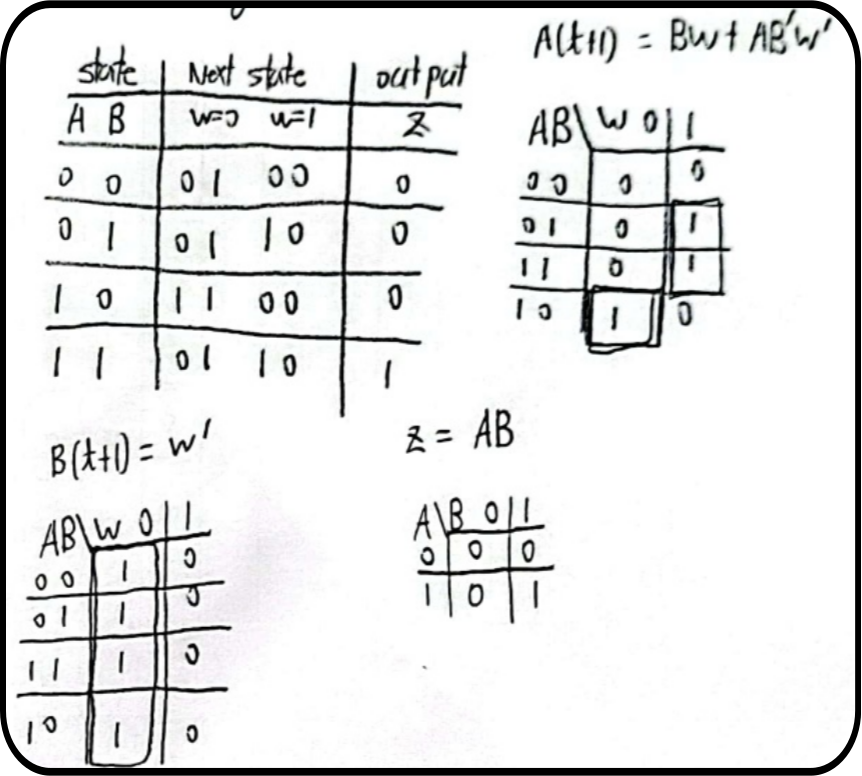 A(t+1) = Bw + AB'w'
state Next state output
A B w=0 w=1 z
0 0 01 00 0
0 1 01 10 0
1 0 11 00 0
1 1 01 10 1
AB\w 0 1
00 0 0
01 0 1
11 0 1
10 1 0
B(t+1) = w'
AB\w 0 1
00 1 0
01 1 0
11 1 0
10 1 0
z = AB
A\B 0 1
0 0 0
1 0 1